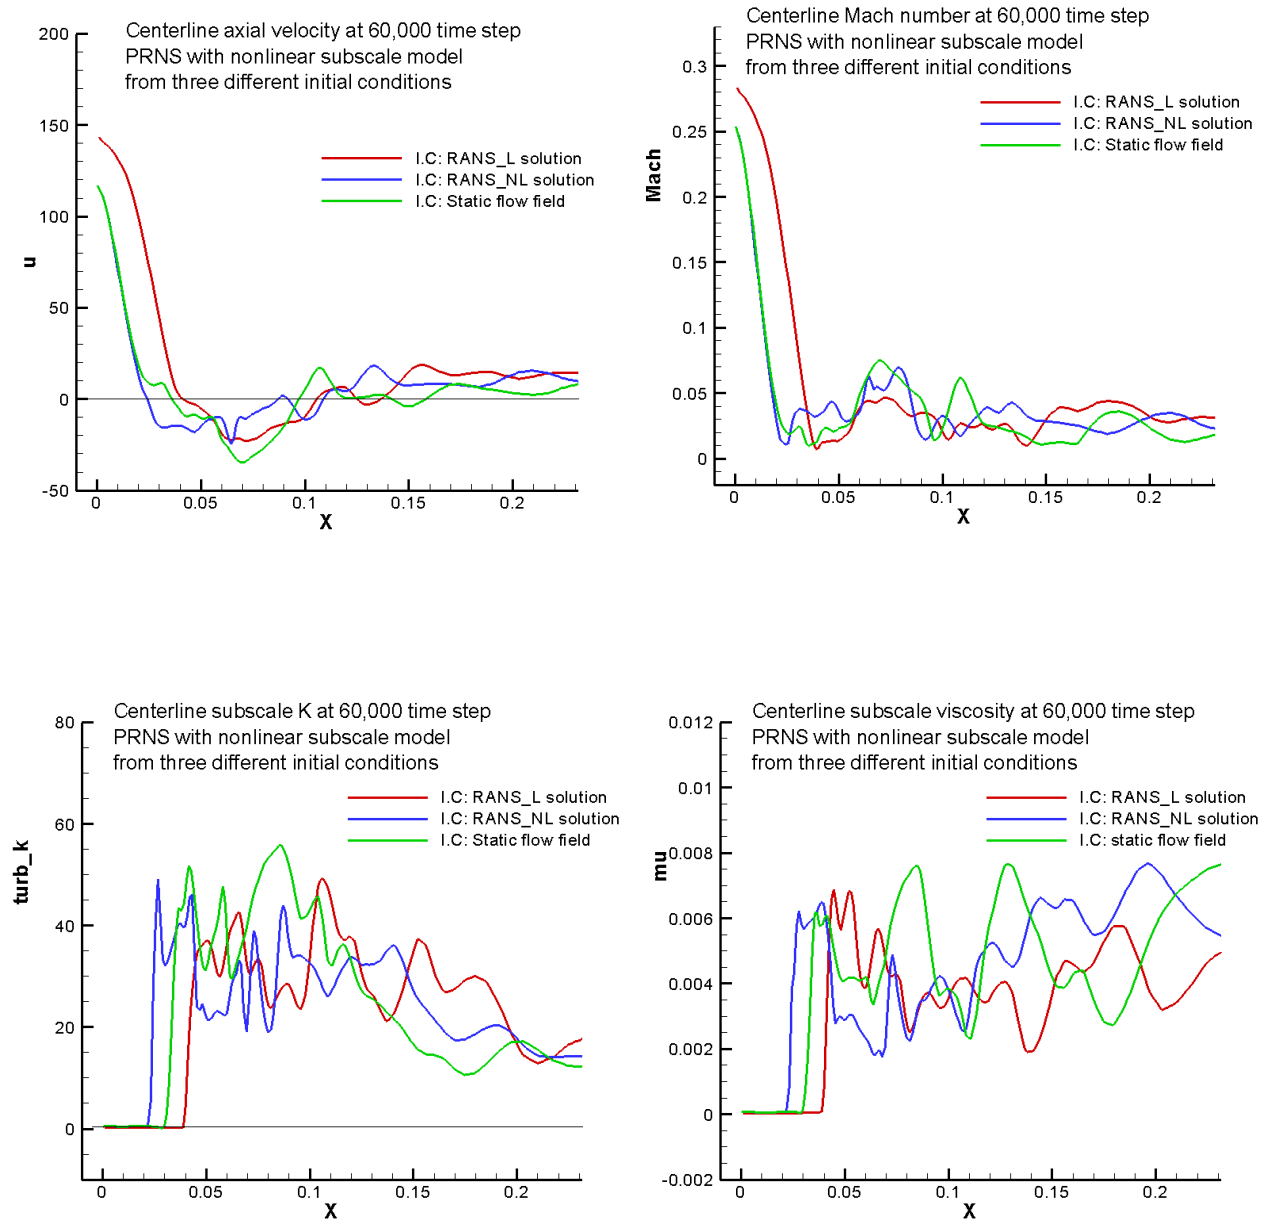 Centerline axial velocity at 60,000 time step
PRNS with nonlinear subscale model
from three different initial conditions
I.C: RANS_L solution
I.C: RANS_NL solution
I.C: Static flow field
200
150
100
50
0
-50
u
0
0.05
0.1
0.15
0.2
X
Centerline Mach number at 60,000 time step
PRNS with nonlinear subscale model
from three different initial conditions
I.C: RANS_L solution
I.C: RANS_NL solution
I.C: Static flow field
0.3
0.25
0.2
0.15
0.1
0.05
0
Mach
0
0.05
0.1
0.15
0.2
X
Centerline subscale K at 60,000 time step
PRNS with nonlinear subscale model
from three different initial conditions
I.C: RANS_L solution
I.C: RANS_NL solution
I.C: Static flow field
80
60
40
20
0
turb_k
0
0.05
0.1
0.15
0.2
X
Centerline subscale viscosity at 60,000 time step
PRNS with nonlinear subscale model
from three different initial conditions
I.C: RANS_L solution
I.C: RANS_NL solution
I.C: static flow field
0.012
0.01
0.008
0.006
0.004
0.002
0
-0.002
mu
0
0.05
0.1
0.15
0.2
X